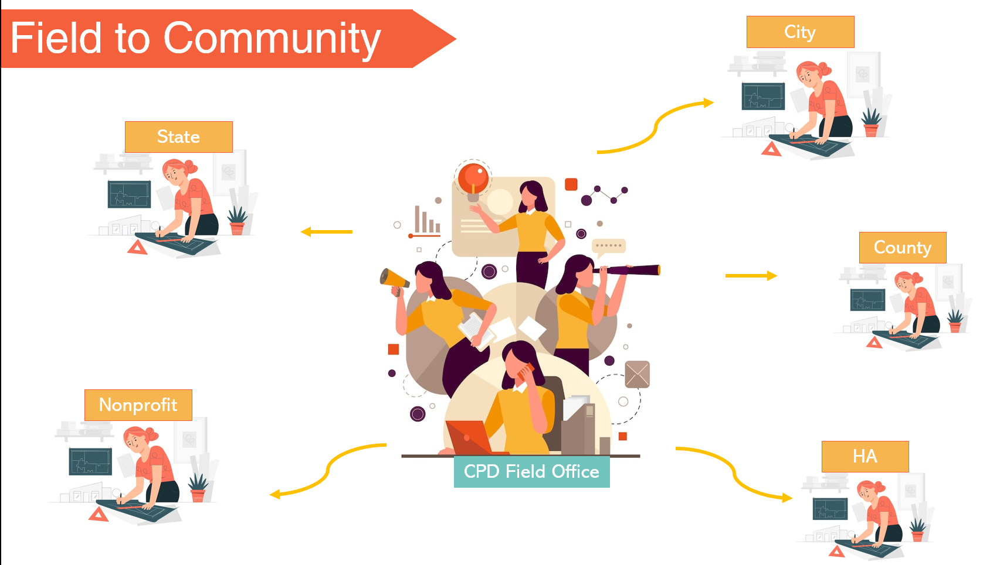 Field to Community
City
State
County
Nonprofit
HA
CPD Field Office